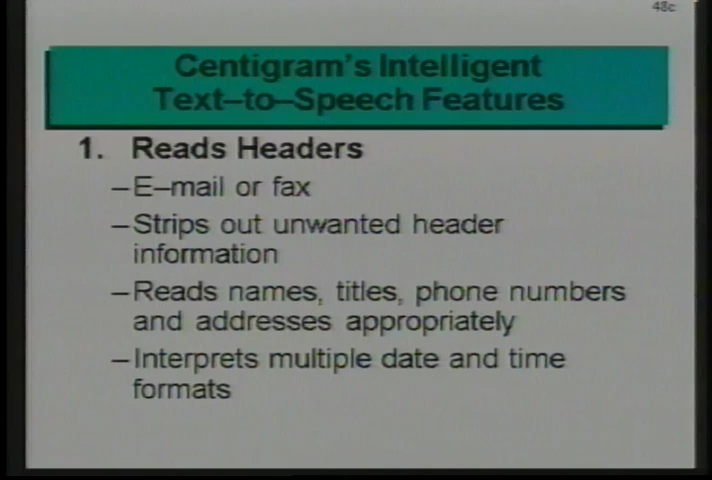 48c
Centigram's Intelligent
Text–to–Speech Features
1. Reads Headers
–E–mail or fax
–Strips out unwanted header
information
–Reads names, titles, phone numbers
and addresses appropriately
–Interprets multiple date and time
formats